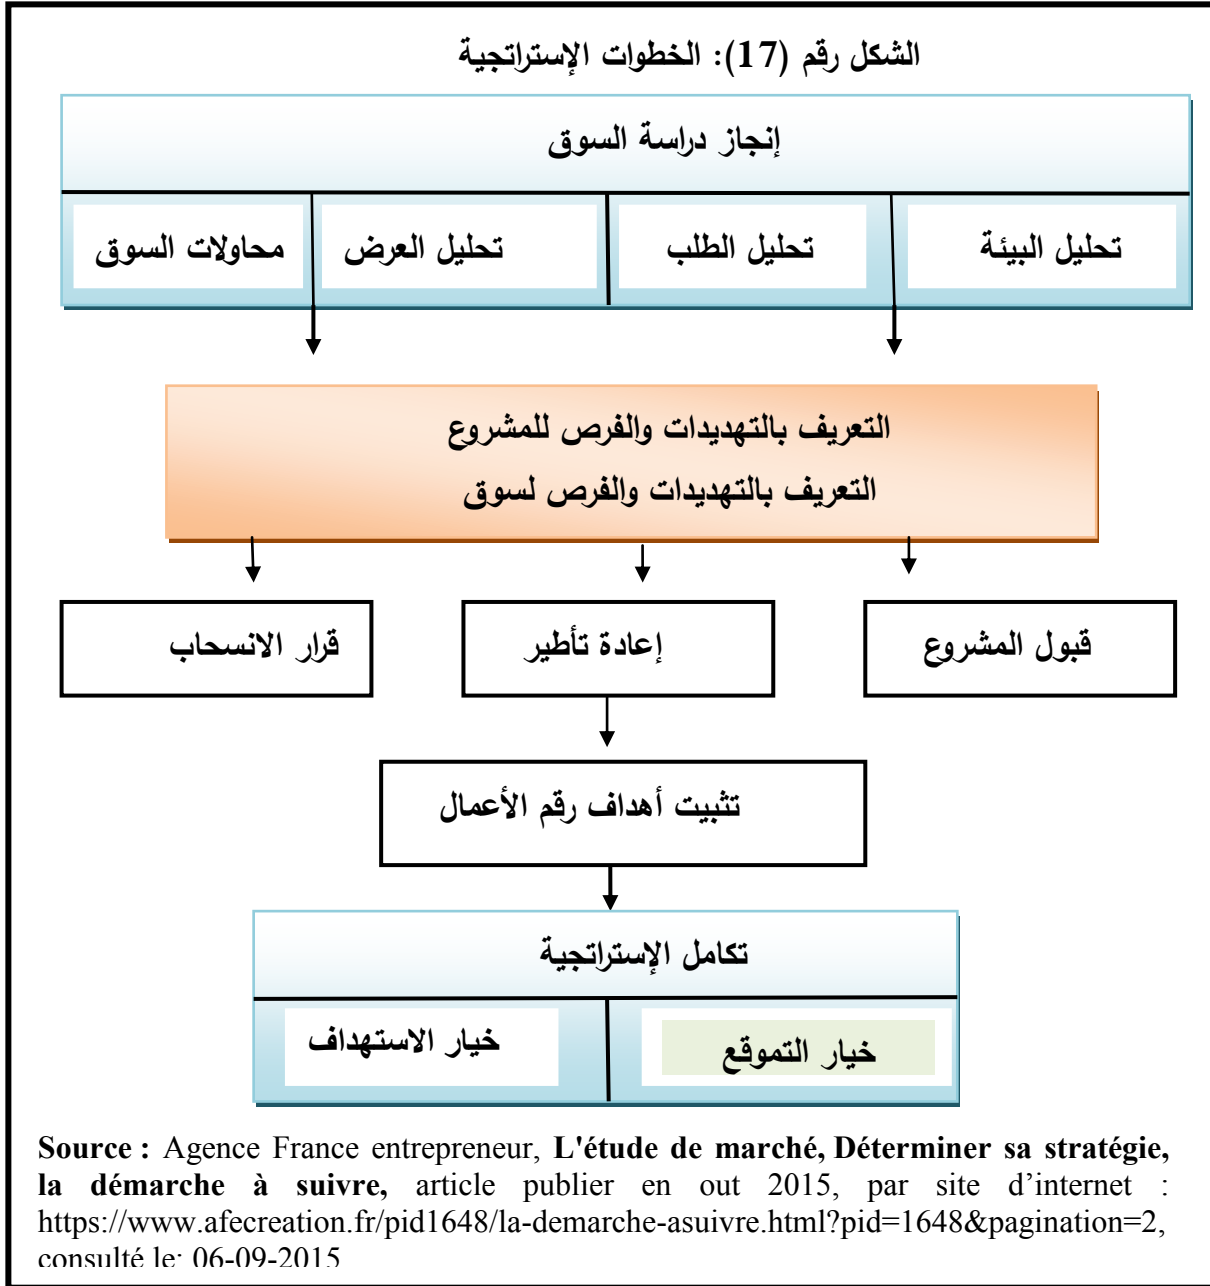 الشكل رقم (17): الخطوات الإستراتجية
إنجاز دراسة السوق
تحليل البيئة
تحليل الطلب
تحليل العرض
محاولات السوق
التعريف بالتهديدات والفرص للمشروع
التعريف بالتهديدات والفرص لسوق
قبول المشروع
إعادة تأطير
قرار الانسحاب
تثبيت أهداف رقم الأعمال
تكامل الإستراتجية
خيار التموقع
خيار الاستهداف
Source : Agence France entrepreneur, L'étude de marché, Déterminer sa stratégie,
la démarche à suivre, article publier en out 2015, par site d'internet :
https://www.afecreation.fr/pid1648/la-demarche-asuivre.html?pid=1648&pagination=2,
consulté le: 06-09-2015